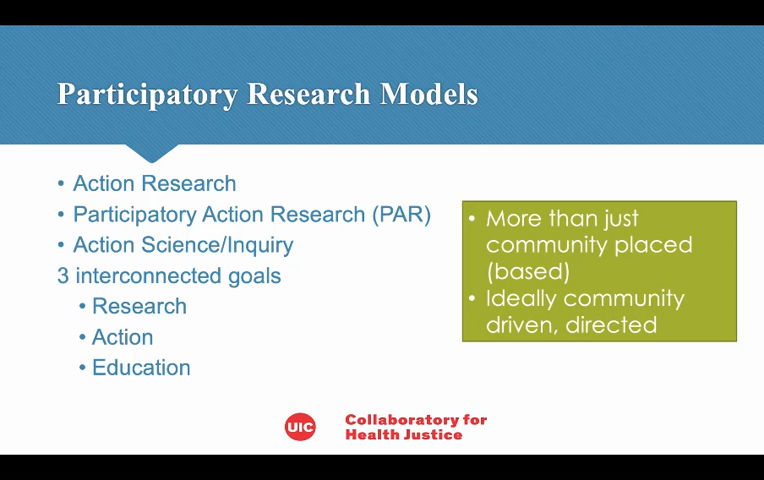 Participatory Research Models
• Action Research
• Participatory Action Research (PAR)
• Action Science/Inquiry
3 interconnected goals
• Research
• Action
• Education
• More than just
community placed
(based)
• Ideally community
driven, directed
UIC
Collaboratory for
Health Justice